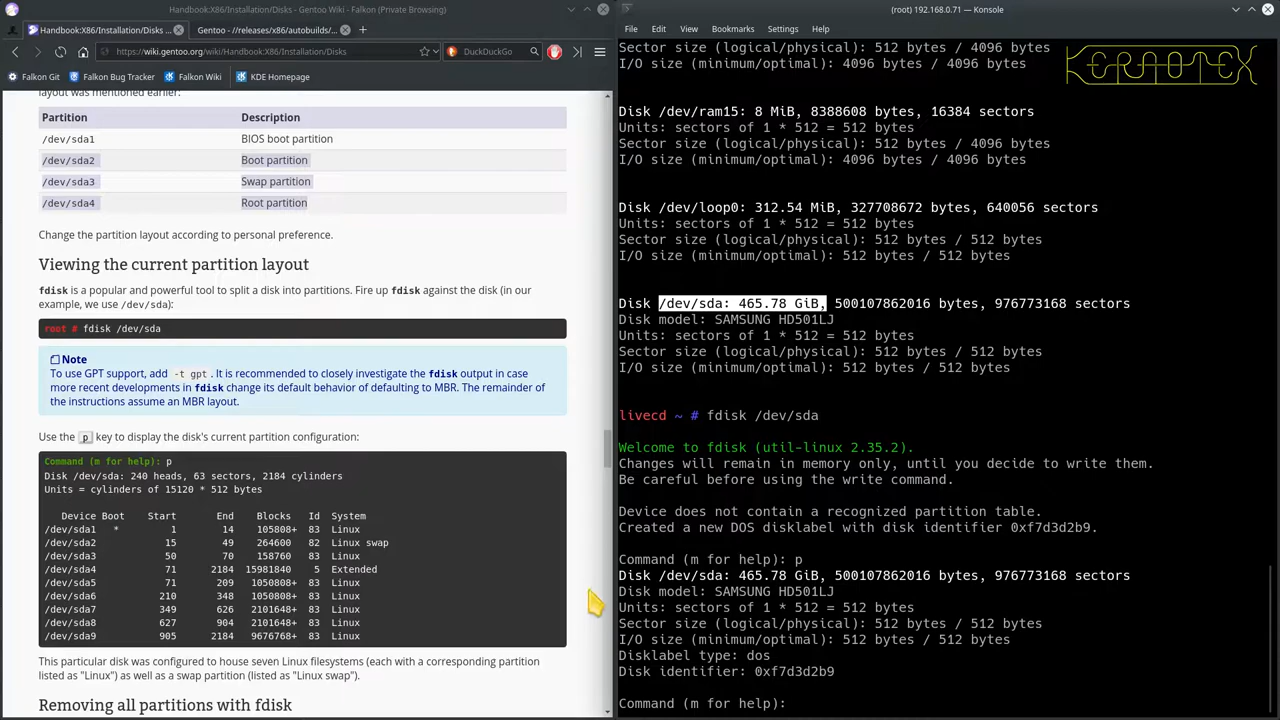 Handbook:X86/Installation/Disks - Gentoo Wiki - Falkon (Private Browsing)
Handbook:X86/Installation/Disks ...
Gentoo - //releases/x86/autobuilds/...
https://wiki.gentoo.org/wiki/Handbook:X86/Installation/Disks
DuckDuckGo
Falkon Git
Falkon Bug Tracker
Falkon Wiki
KDE Homepage
layout was mentioned earlier:
Partition Description
/dev/sda1 BIOS boot partition
/dev/sda2 Boot partition
/dev/sda3 Swap partition
/dev/sda4 Root partition
Change the partition layout according to personal preference.
Viewing the current partition layout
fdisk is a popular and powerful tool to split a disk into partitions. Fire up fdisk against the disk (in our
example, we use /dev/sda):
root # fdisk /dev/sda
Note
To use GPT support, add -t gpt . It is recommended to closely investigate the fdisk output in case
more recent developments in fdisk change its default behavior of defaulting to MBR. The remainder of
the instructions assume an MBR layout.
Use the p key to display the disk's current partition configuration:
Command (m for help): p
Disk /dev/sda: 240 heads, 63 sectors, 2184 cylinders
Units = cylinders of 15120 * 512 bytes
Device Boot Start End Blocks Id System
/dev/sda1 * 1 14 105808+ 83 Linux
/dev/sda2 15 49 264600 82 Linux swap
/dev/sda3 50 70 158760 83 Linux
/dev/sda4 71 2184 15981840 5 Extended
/dev/sda5 71 209 1050808+ 83 Linux
/dev/sda6 210 348 1050808+ 83 Linux
/dev/sda7 349 626 2101648+ 83 Linux
/dev/sda8 627 904 2101648+ 83 Linux
/dev/sda9 905 2184 9676768+ 83 Linux
This particular disk was configured to house seven Linux filesystems (each with a corresponding partition
listed as "Linux") as well as a swap partition (listed as "Linux swap").
Removing all partitions with fdisk
(root) 192.168.0.71 — Konsole
File Edit View Bookmarks Settings Help
Sector size (logical/physical): 512 bytes / 4096 bytes
I/O size (minimum/optimal): 4096 bytes / 4096 bytes
Disk /dev/ram15: 8 MiB, 8388608 bytes, 16384 sectors
Units: sectors of 1 * 512 = 512 bytes
Sector size (logical/physical): 512 bytes / 4096 bytes
I/O size (minimum/optimal): 4096 bytes / 4096 bytes
Disk /dev/loop0: 312.54 MiB, 327708672 bytes, 640056 sectors
Units: sectors of 1 * 512 = 512 bytes
Sector size (logical/physical): 512 bytes / 512 bytes
I/O size (minimum/optimal): 512 bytes / 512 bytes
Disk /dev/sda: 465.78 GiB, 500107862016 bytes, 976773168 sectors
Disk model: SAMSUNG HD501LJ
Units: sectors of 1 * 512 = 512 bytes
Sector size (logical/physical): 512 bytes / 512 bytes
I/O size (minimum/optimal): 512 bytes / 512 bytes
livecd ~ # fdisk /dev/sda
Welcome to fdisk (util-linux 2.35.2).
Changes will remain in memory only, until you decide to write them.
Be careful before using the write command.
Device does not contain a recognized partition table.
Created a new DOS disklabel with disk identifier 0xf7d3d2b9.
Command (m for help): p
Disk /dev/sda: 465.78 GiB, 500107862016 bytes, 976773168 sectors
Disk model: SAMSUNG HD501LJ
Units: sectors of 1 * 512 = 512 bytes
Sector size (logical/physical): 512 bytes / 512 bytes
I/O size (minimum/optimal): 512 bytes / 512 bytes
Disklabel type: dos
Disk identifier: 0xf7d3d2b9
Command (m for help):